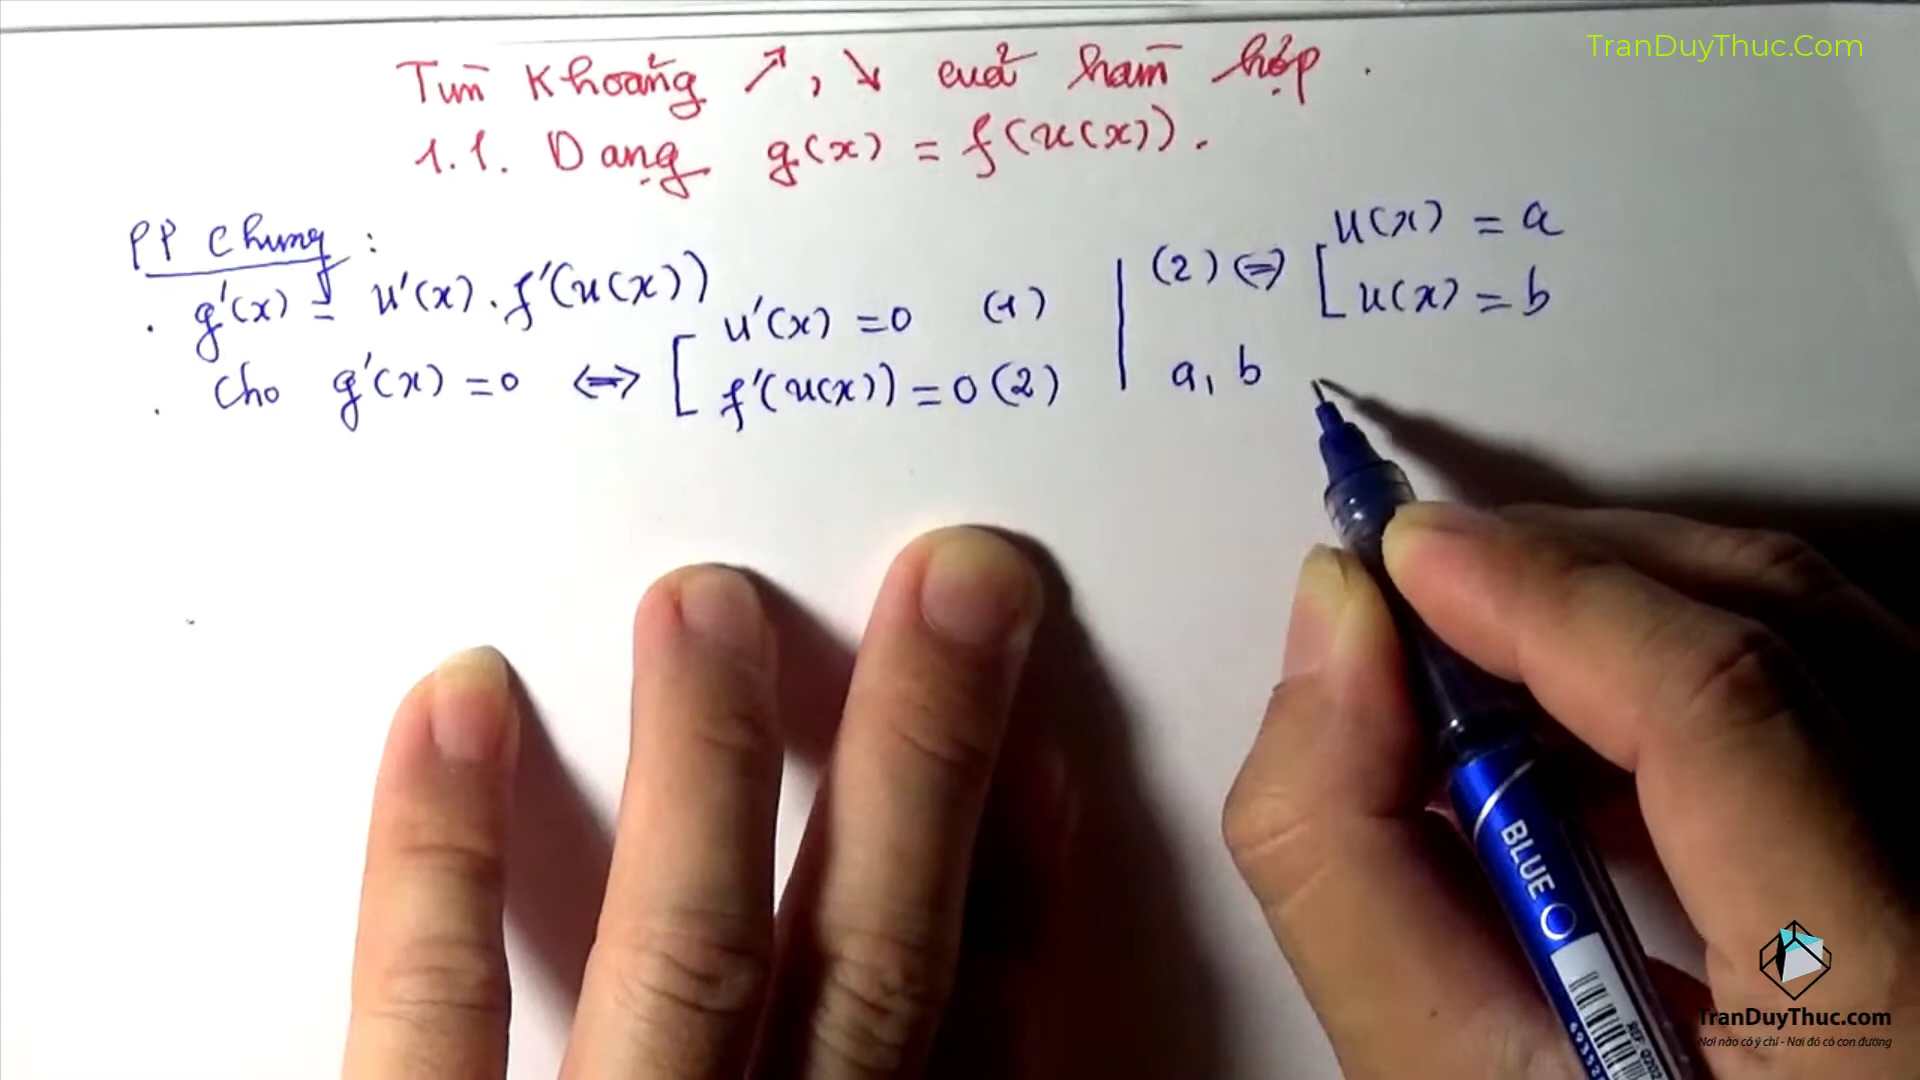 TranDuyThuc.Com
Tìm Khoảng ↗, ↘ cuả hàm hợp.
1.1. Dạng g(x) = f(u(x)).
PP Chung :
. g'(x) = u'(x) . f'(u(x))
. Cho g'(x) = 0 ⇔ [ u'(x) = 0 (1)
f'(u(x)) = 0 (2)
(2) ⇔ [ u(x) = a
u(x) = b
a, b
BLUE
TranDuyThuc.com
Nơi nào có ý chí - Nơi đó có con đường